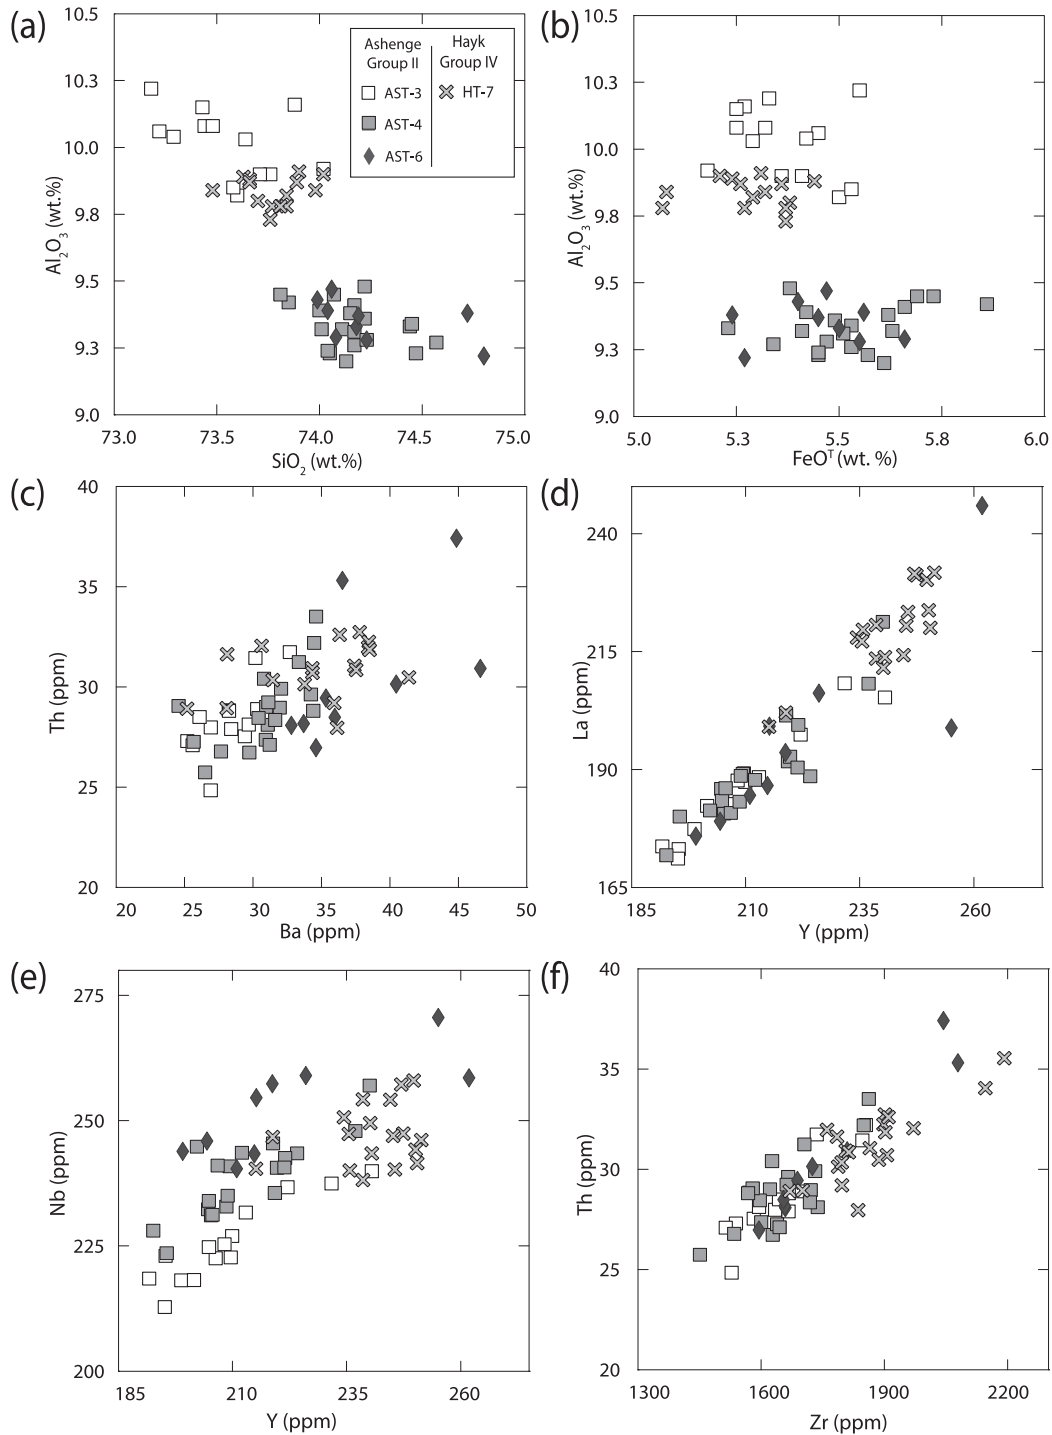 (a)
10.5
10.3
10.0
9.8
9.5
9.3
9.0
Al2O3 (wt.%)
73.0 73.5 74.0 74.5 75.0
SiO2 (wt.%)
Ashenge Hayk
Group II Group IV
AST-3 HT-7
AST-4
AST-6
(b)
10.5
10.3
10.0
9.8
9.5
9.3
9.0
Al2O3 (wt.%)
5.0 5.3 5.5 5.8 6.0
FeOT (wt. %)
(c)
40
35
30
25
20
Th (ppm)
20 25 30 35 40 45 50
Ba (ppm)
(d)
240
215
190
165
La (ppm)
185 210 235 260
Y (ppm)
(e)
275
250
225
200
Nb (ppm)
185 210 235 260
Y (ppm)
(f)
40
35
30
25
20
Th (ppm)
1300 1600 1900 2200
Zr (ppm)